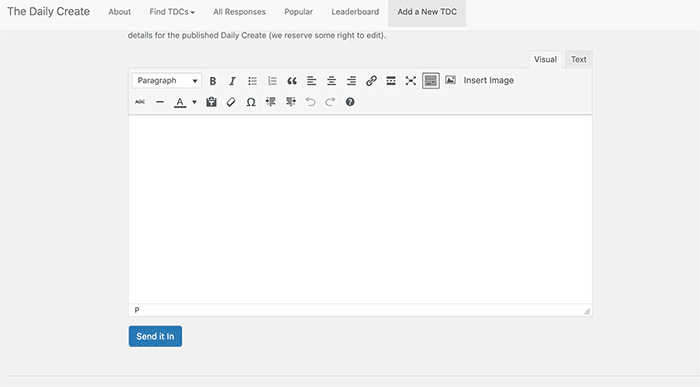 The Daily Create About Find TDCs All Responses Popular Leaderboard Add a New TDC
details for the published Daily Create (we reserve some right to edit).
Visual Text
Paragraph B I Insert Image
ABC A Ω
P
Send it In